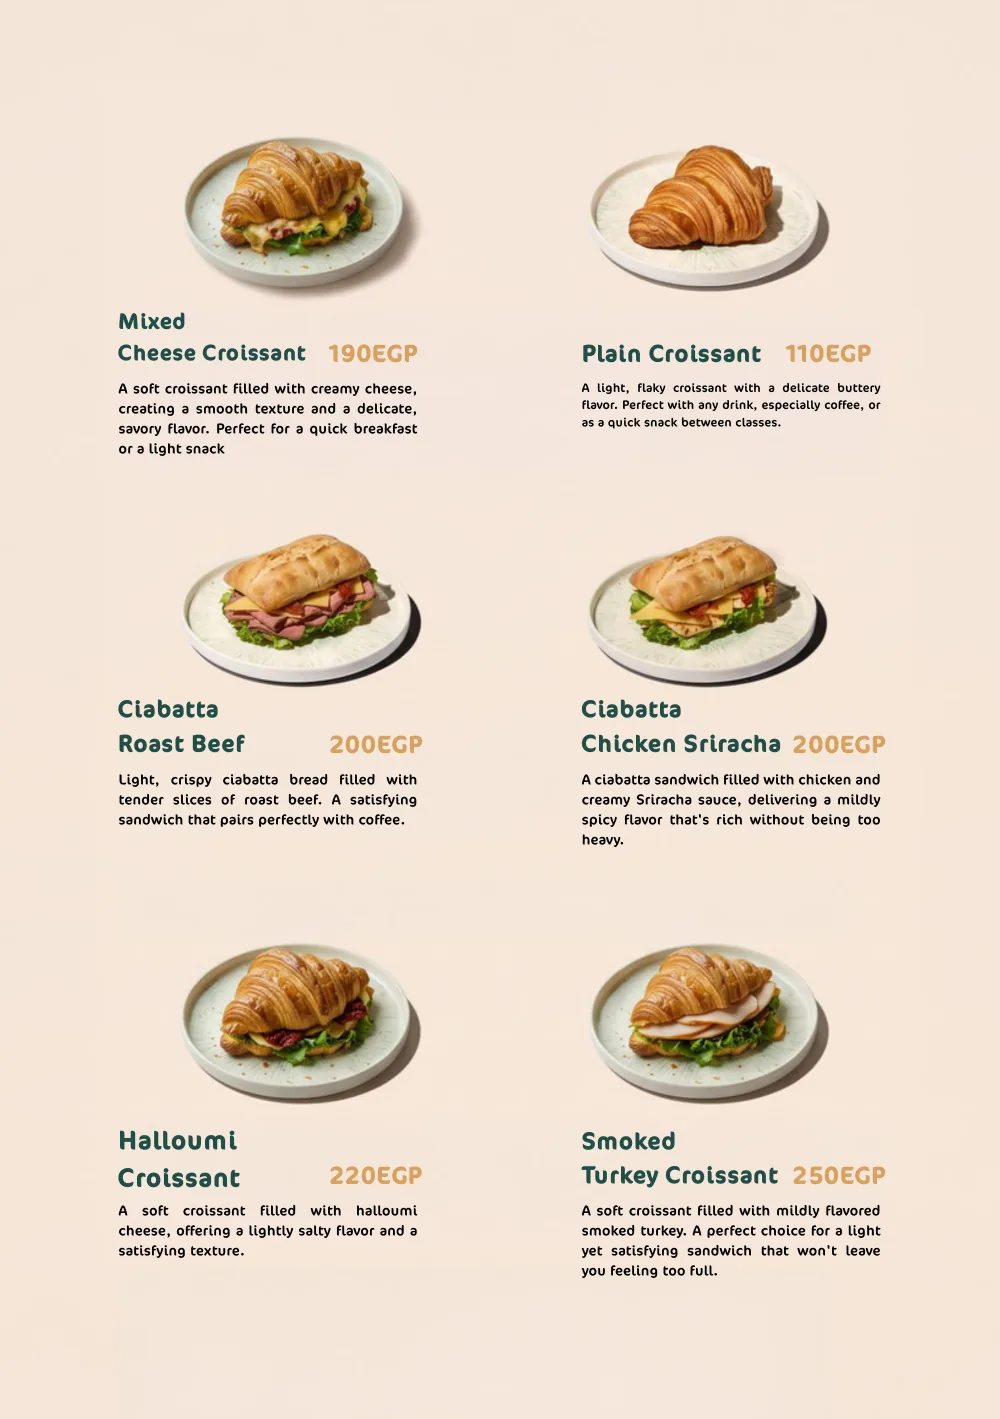 Mixed
Cheese Croissant 190EGP
A soft croissant filled with creamy cheese,
creating a smooth texture and a delicate,
savory flavor. Perfect for a quick breakfast
or a light snack
Plain Croissant 110EGP
A light, flaky croissant with a delicate buttery
flavor. Perfect with any drink, especially coffee, or
as a quick snack between classes.
Ciabatta
Roast Beef 200EGP
Light, crispy ciabatta bread filled with
tender slices of roast beef. A satisfying
sandwich that pairs perfectly with coffee.
Ciabatta
Chicken Sriracha 200EGP
A ciabatta sandwich filled with chicken and
creamy Sriracha sauce, delivering a mildly
spicy flavor that's rich without being too
heavy.
Halloumi
Croissant 220EGP
A soft croissant filled with halloumi
cheese, offering a lightly salty flavor and a
satisfying texture.
Smoked
Turkey Croissant 250EGP
A soft croissant filled with mildly flavored
smoked turkey. A perfect choice for a light
yet satisfying sandwich that won't leave
you feeling too full.